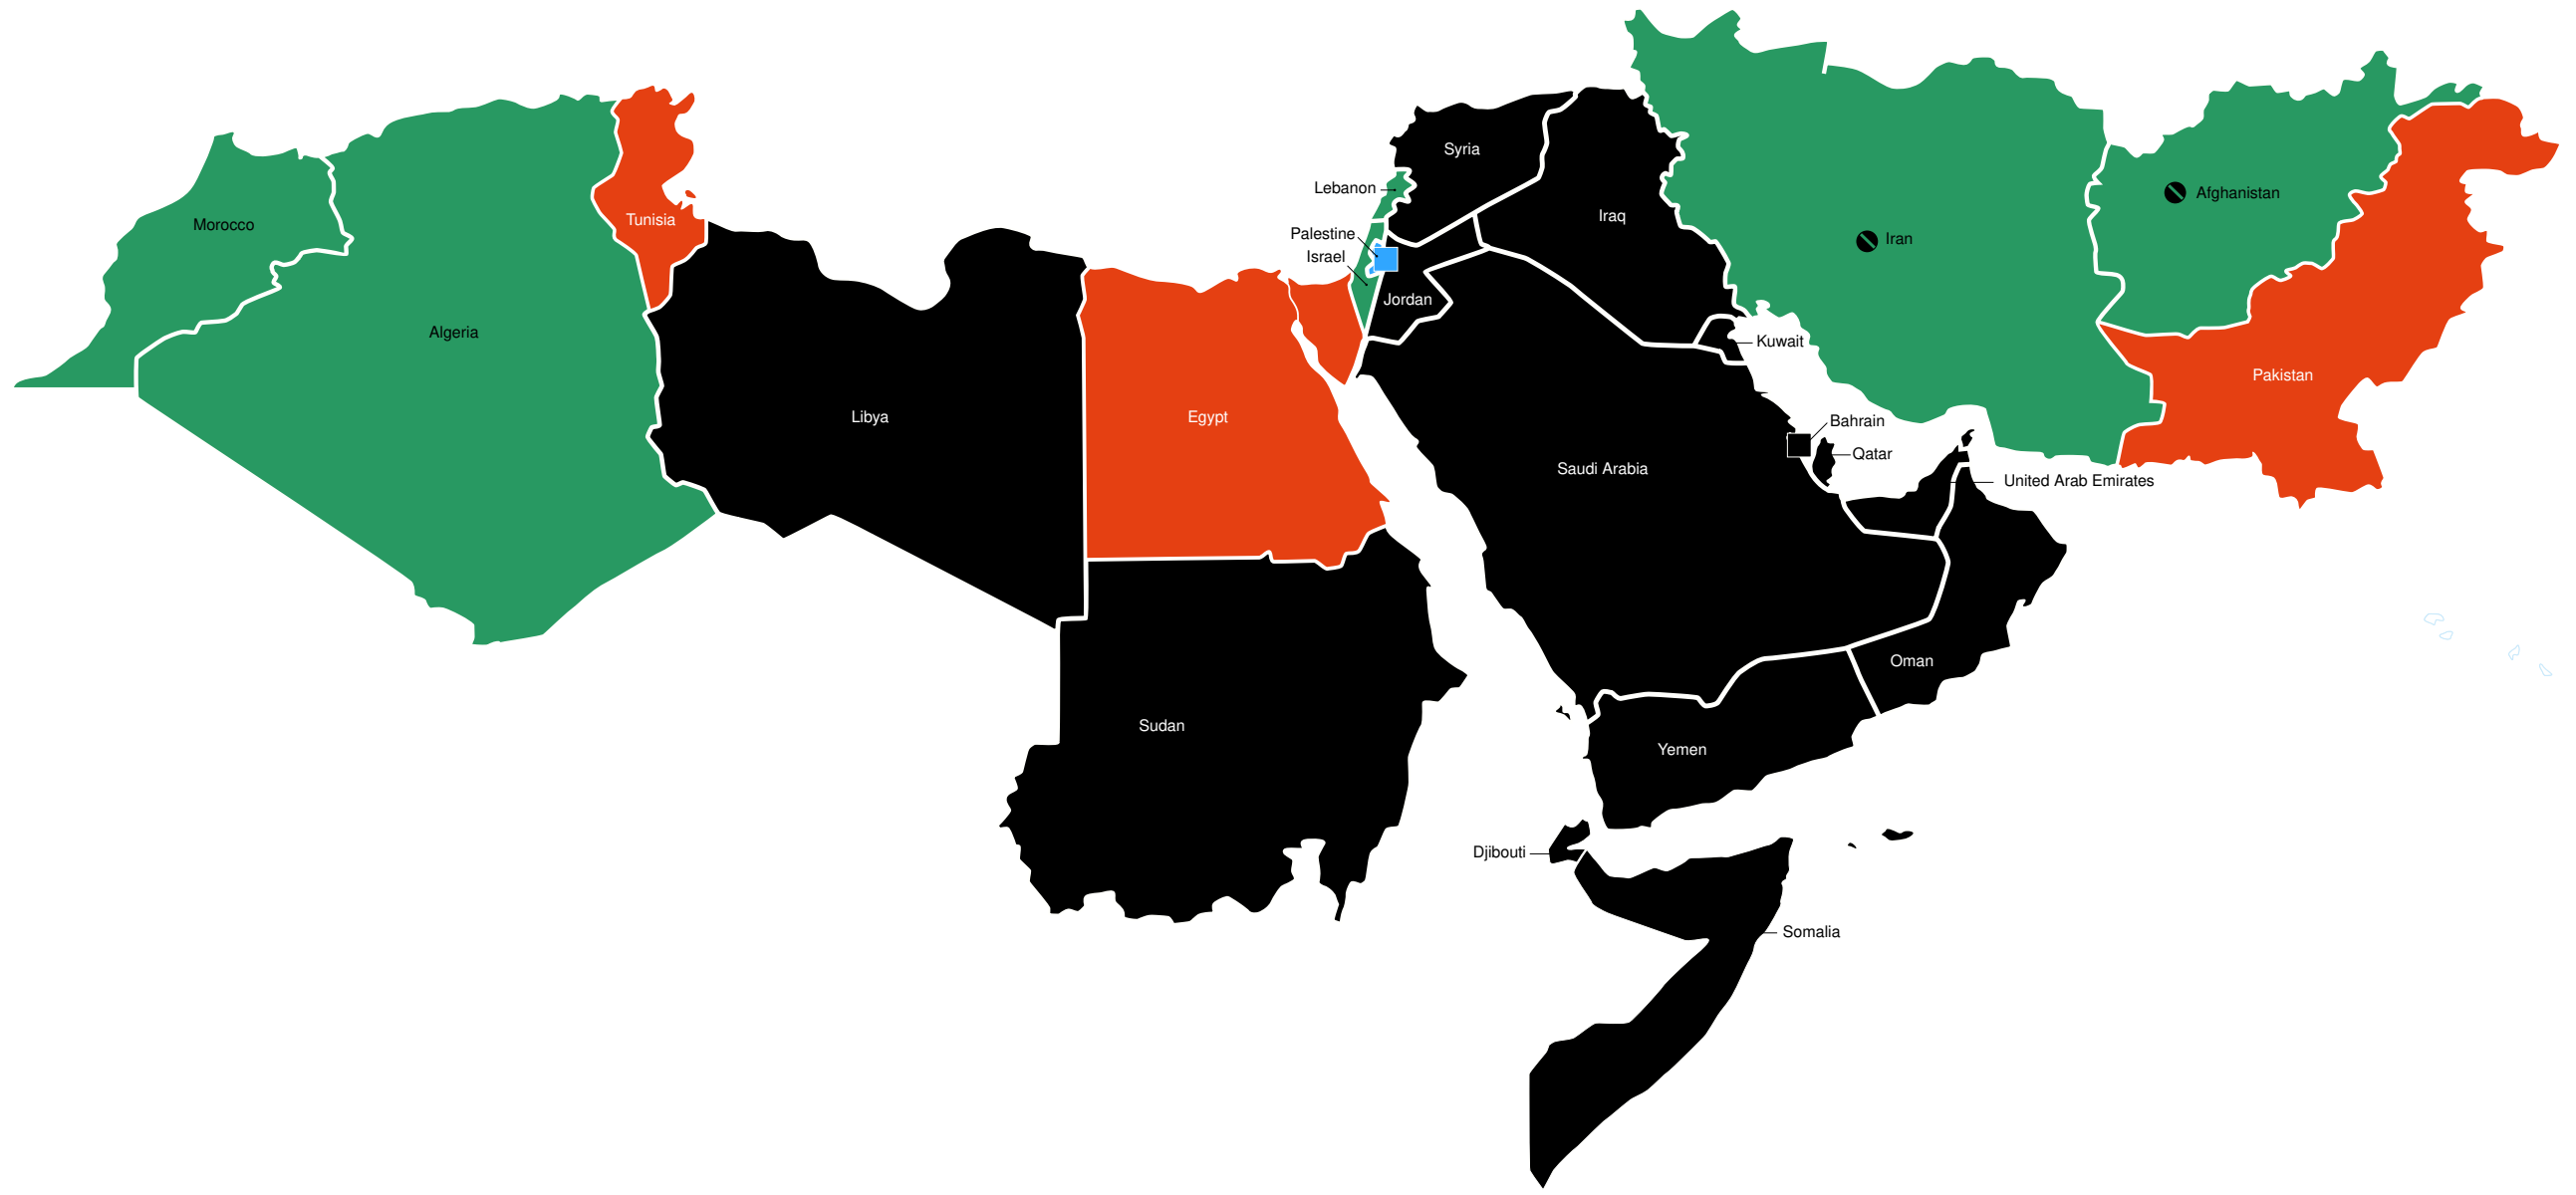 Morocco
Algeria
Tunisia
Libya
Egypt
Sudan
Syria
Lebanon
Palestine
Israel
Jordan
Iraq
Kuwait
Saudi Arabia
Bahrain
Qatar
United Arab Emirates
Oman
Yemen
Djibouti
Somalia
Iran
Afghanistan
Pakistan